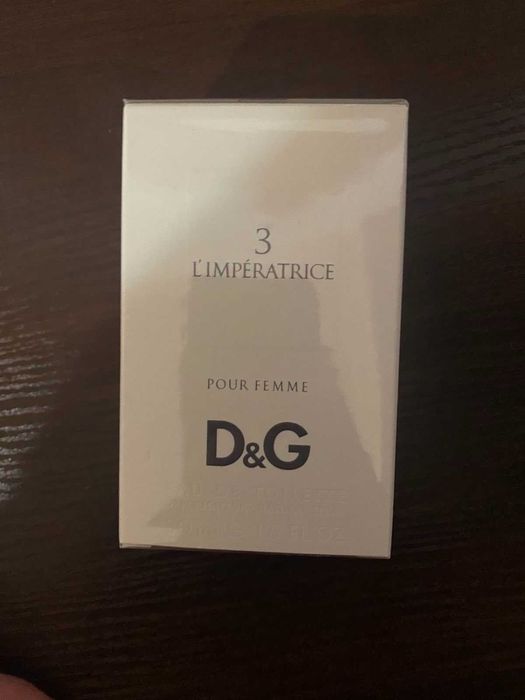 3
L'IMPÉRATRICE
POUR FEMME
D&G
EAU DE TOILETTE